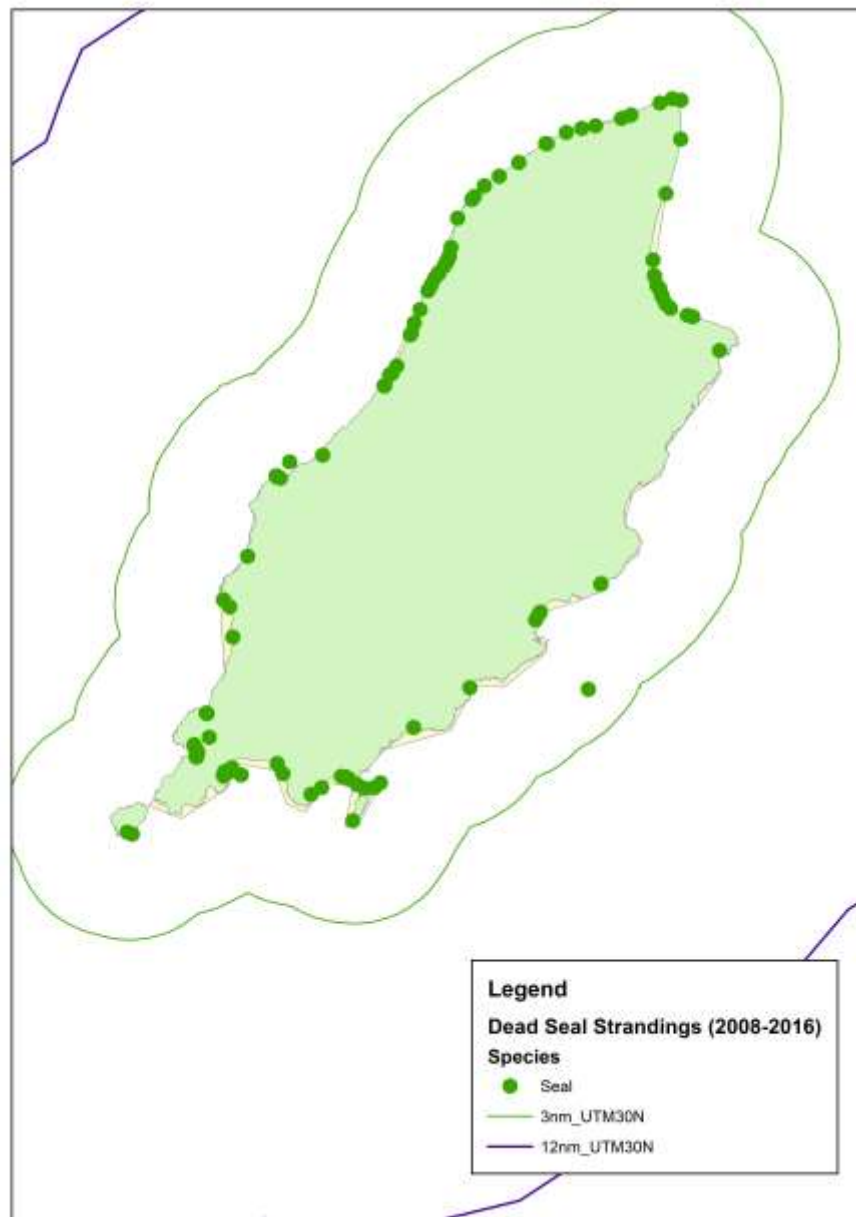 Legend
Dead Seal Strandings (2008-2016)
Species
Seal
3nm_UTM30N
12nm_UTM30N